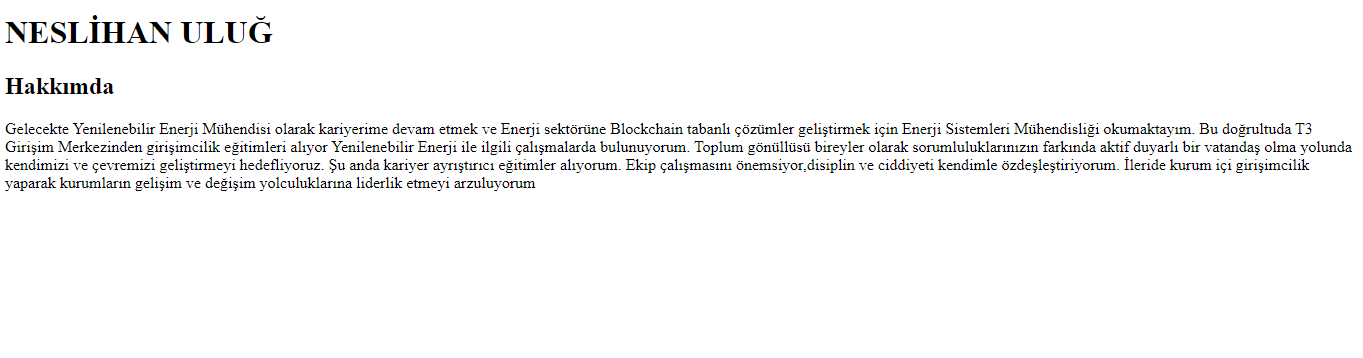 NESLİHAN ULUĞ
Hakkımda
Gelecekte Yenilenebilir Enerji Mühendisi olarak kariyerime devam etmek ve Enerji sektörüne Blockchain tabanlı çözümler geliştirmek için Enerji Sistemleri Mühendisliği okumaktayım. Bu doğrultuda T3
Girişim Merkezinden girişimcilik eğitimleri alıyor Yenilenebilir Enerji ile ilgili çalışmalarda bulunuyorum. Toplum gönüllüsü bireyler olarak sorumluluklarınızın farkında aktif duyarlı bir vatandaş olma yolunda
kendimizi ve çevremizi geliştirmeyi hedefliyoruz. Şu anda kariyer ayrıştırıcı eğitimler alıyorum. Ekip çalışmasını önemsiyor,disiplin ve ciddiyeti kendimle özdeşleştiriyorum. İleride kurum içi girişimcilik
yaparak kurumların gelişim ve değişim yolculuklarına liderlik etmeyi arzuluyorum